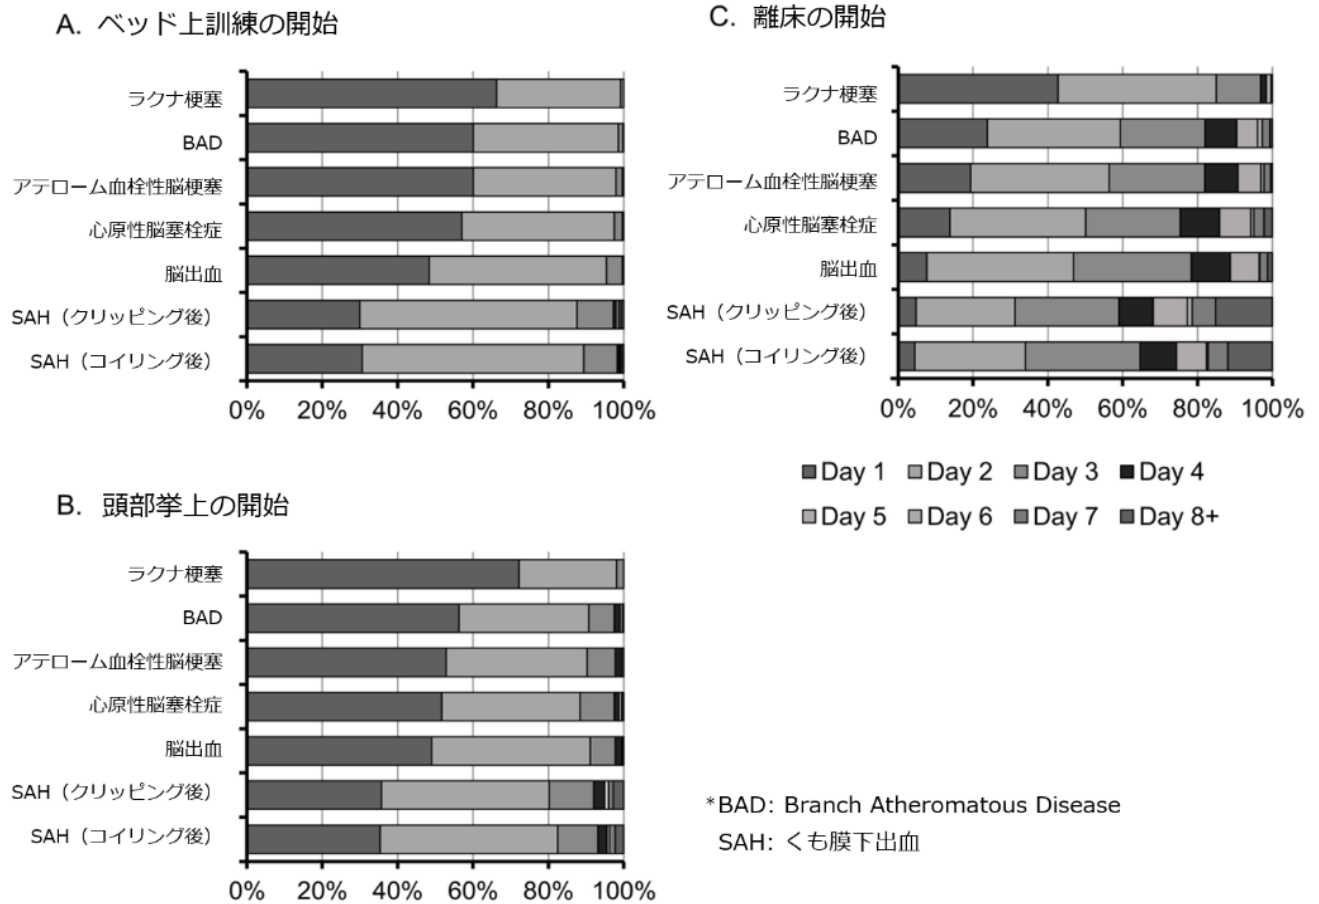 A. ベッド上訓練の開始
ラクナ梗塞
BAD
アテローム血栓性脳梗塞
心原性脳塞栓症
脳出血
SAH（クリッピング後）
SAH（コイリング後）
0% 20% 40% 60% 80% 100%
B. 頭部挙上の開始
ラクナ梗塞
BAD
アテローム血栓性脳梗塞
心原性脳塞栓症
脳出血
SAH（クリッピング後）
SAH（コイリング後）
0% 20% 40% 60% 80% 100%
C. 離床の開始
ラクナ梗塞
BAD
アテローム血栓性脳梗塞
心原性脳塞栓症
脳出血
SAH（クリッピング後）
SAH（コイリング後）
0% 20% 40% 60% 80% 100%
Day 1 Day 2 Day 3 Day 4
Day 5 Day 6 Day 7 Day 8+
*BAD: Branch Atheromatous Disease
SAH: くも膜下出血